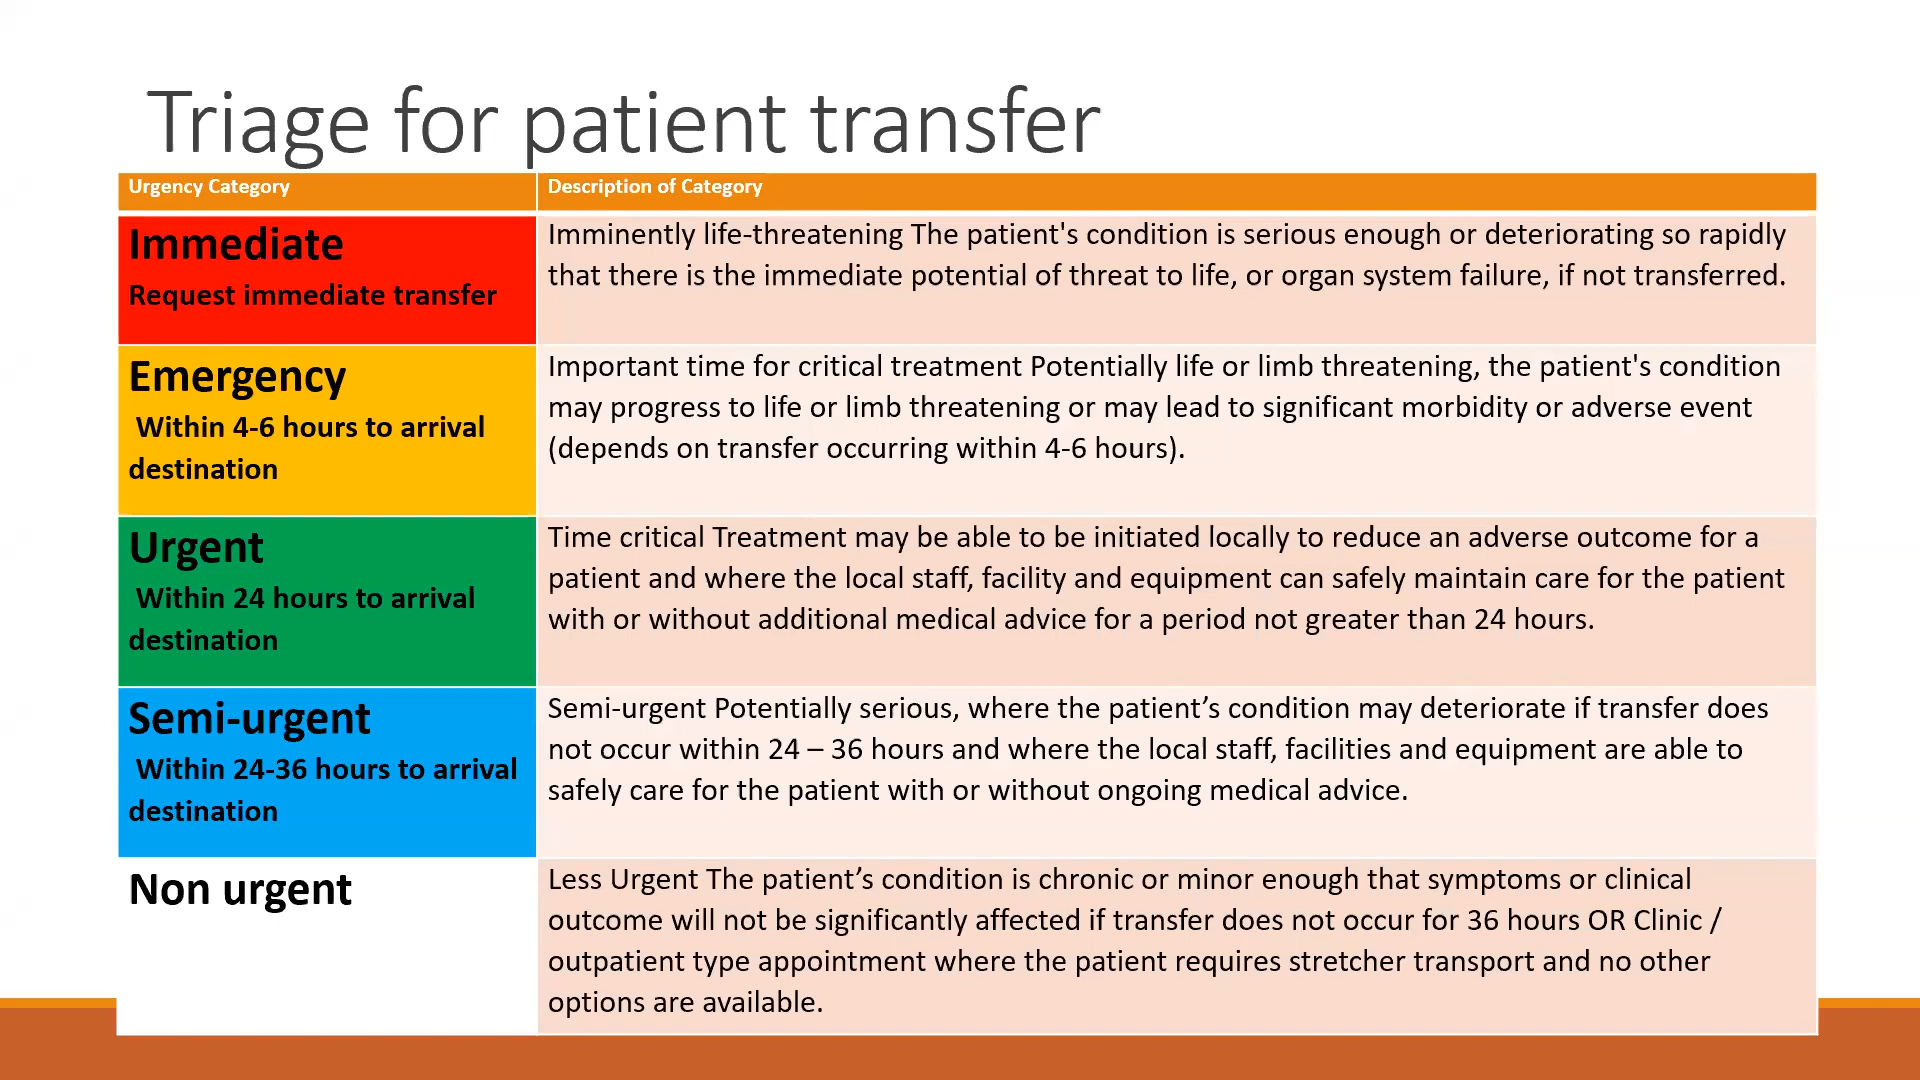 Triage for patient transfer
Urgency Category
Description of Category
Immediate
Request immediate transfer
Imminently life-threatening The patient's condition is serious enough or deteriorating so rapidly
that there is the immediate potential of threat to life, or organ system failure, if not transferred.
Emergency
Within 4-6 hours to arrival
destination
Important time for critical treatment Potentially life or limb threatening, the patient's condition
may progress to life or limb threatening or may lead to significant morbidity or adverse event
(depends on transfer occurring within 4-6 hours).
Urgent
Within 24 hours to arrival
destination
Time critical Treatment may be able to be initiated locally to reduce an adverse outcome for a
patient and where the local staff, facility and equipment can safely maintain care for the patient
with or without additional medical advice for a period not greater than 24 hours.
Semi-urgent
Within 24-36 hours to arrival
destination
Semi-urgent Potentially serious, where the patient’s condition may deteriorate if transfer does
not occur within 24 – 36 hours and where the local staff, facilities and equipment are able to
safely care for the patient with or without ongoing medical advice.
Non urgent
Less Urgent The patient’s condition is chronic or minor enough that symptoms or clinical
outcome will not be significantly affected if transfer does not occur for 36 hours OR Clinic /
outpatient type appointment where the patient requires stretcher transport and no other
options are available.